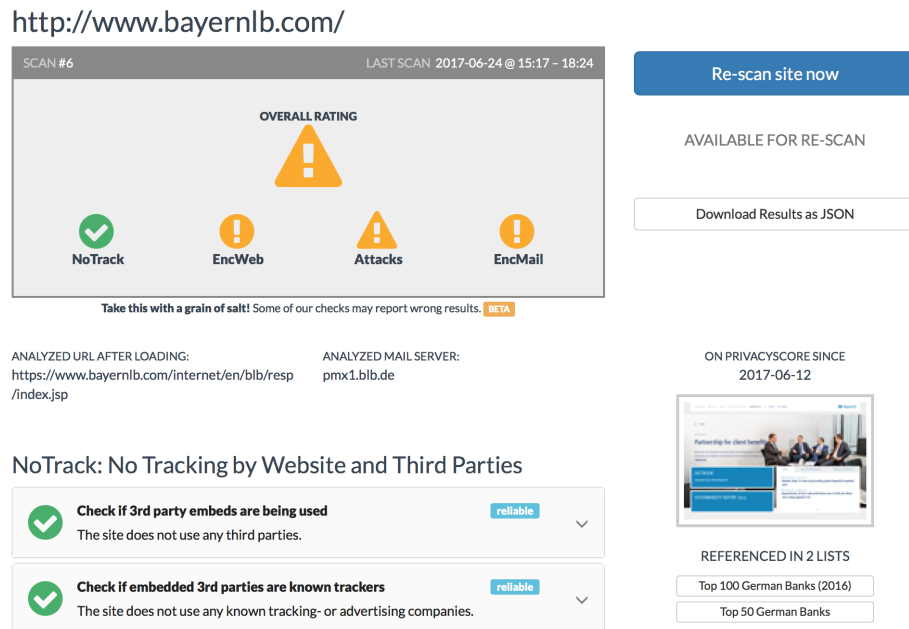 http://www.bayernlb.com/
SCAN #6
LAST SCAN 2017-06-24 @ 15:17 – 18:24
OVERALL RATING
NoTrack
EncWeb
Attacks
EncMail
Take this with a grain of salt! Some of our checks may report wrong results. BETA
ANALYZED URL AFTER LOADING:
https://www.bayernlb.com/internet/en/blb/resp
/index.jsp
ANALYZED MAIL SERVER:
pmx1.blb.de
NoTrack: No Tracking by Website and Third Parties
Check if 3rd party embeds are being used
reliable
The site does not use any third parties.
Check if embedded 3rd parties are known trackers
reliable
The site does not use any known tracking- or advertising companies.
Re-scan site now
AVAILABLE FOR RE-SCAN
Download Results as JSON
ON PRIVACYSCORE SINCE
2017-06-12
Partnership for client benefit
REFERENCED IN 2 LISTS
Top 100 German Banks (2016)
Top 50 German Banks